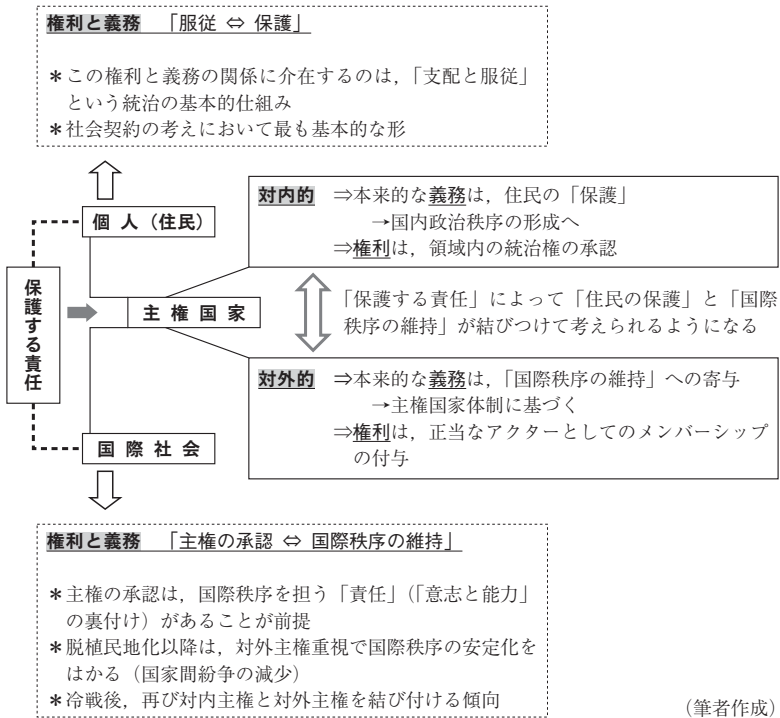 権利と義務 「服従 ⇔ 保護」
＊この権利と義務の関係に介在するのは，「支配と服従」
という統治の基本的仕組み
＊社会契約の考えにおいて最も基本的な形
個 人（住民）
対内的 ⇒本来的な義務は，住民の「保護」
→国内政治秩序の形成へ
⇒権利は，領域内の統治権の承認
保護する責任
主 権 国 家
「保護する責任」によって「住民の保護」と「国際
秩序の維持」が結びつけて考えられるようになる
対外的 ⇒本来的な義務は，「国際秩序の維持」への寄与
→主権国家体制に基づく
⇒権利は，正当なアクターとしてのメンバーシップ
の付与
国 際 社 会
権利と義務 「主権の承認 ⇔ 国際秩序の維持」
＊主権の承認は，国際秩序を担う「責任」（「意志と能力」
の裏付け）があることが前提
＊脱植民地化以降は，対外主権重視で国際秩序の安定化を
はかる（国家間紛争の減少）
＊冷戦後，再び対内主権と対外主権を結び付ける傾向
（筆者作成）